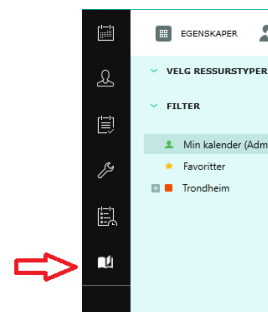 EGENSKAPER
VELG RESSURSTYPER
FILTER
Min kalender (Adm
Favoritter
Trondheim